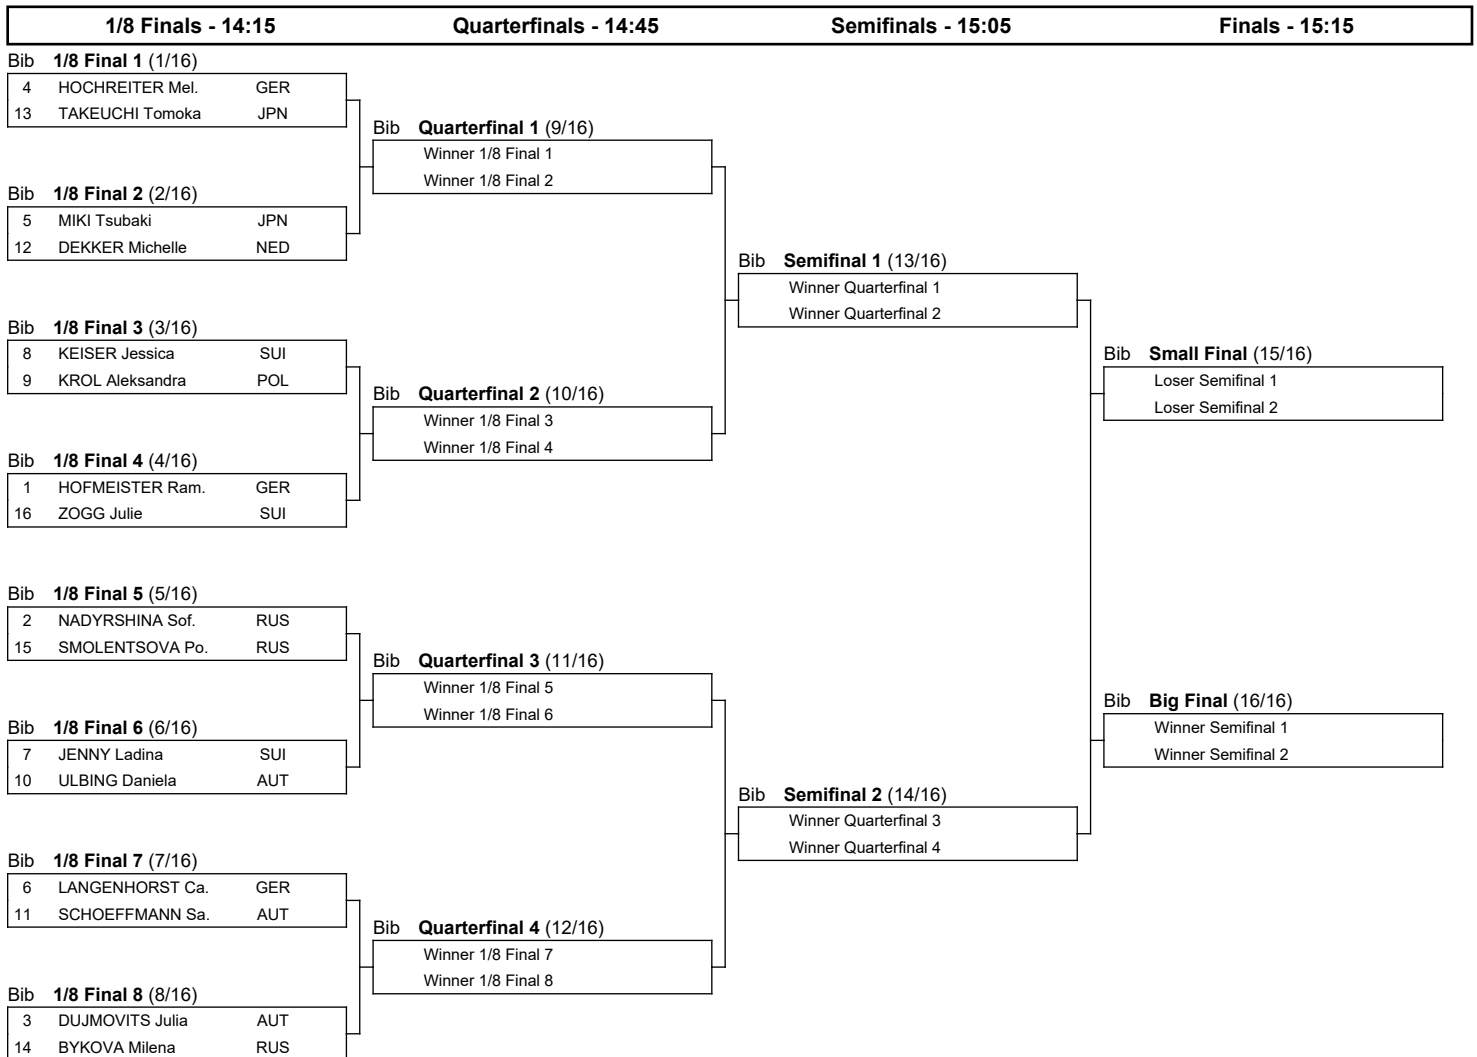 1/8 Finals - 14:15 Quarterfinals - 14:45 Semifinals - 15:05 Finals - 15:15
Bib 1/8 Final 1 (1/16)
4 HOCHREITER Mel. GER
13 TAKEUCHI Tomoka JPN
Bib 1/8 Final 2 (2/16)
5 MIKI Tsubaki JPN
12 DEKKER Michelle NED
Bib 1/8 Final 3 (3/16)
8 KEISER Jessica SUI
9 KROL Aleksandra POL
Bib 1/8 Final 4 (4/16)
1 HOFMEISTER Ram. GER
16 ZOGG Julie SUI
Bib 1/8 Final 5 (5/16)
2 NADYRSHINA Sof. RUS
15 SMOLENTSOVA Po. RUS
Bib 1/8 Final 6 (6/16)
7 JENNY Ladina SUI
10 ULBING Daniela AUT
Bib 1/8 Final 7 (7/16)
6 LANGENHORST Ca. GER
11 SCHOEFFMANN Sa. AUT
Bib 1/8 Final 8 (8/16)
3 DUJMOVITS Julia AUT
14 BYKOVA Milena RUS
Bib Quarterfinal 1 (9/16)
Winner 1/8 Final 1
Winner 1/8 Final 2
Bib Quarterfinal 2 (10/16)
Winner 1/8 Final 3
Winner 1/8 Final 4
Bib Quarterfinal 3 (11/16)
Winner 1/8 Final 5
Winner 1/8 Final 6
Bib Quarterfinal 4 (12/16)
Winner 1/8 Final 7
Winner 1/8 Final 8
Bib Semifinal 1 (13/16)
Winner Quarterfinal 1
Winner Quarterfinal 2
Bib Semifinal 2 (14/16)
Winner Quarterfinal 3
Winner Quarterfinal 4
Bib Small Final (15/16)
Loser Semifinal 1
Loser Semifinal 2
Bib Big Final (16/16)
Winner Semifinal 1
Winner Semifinal 2